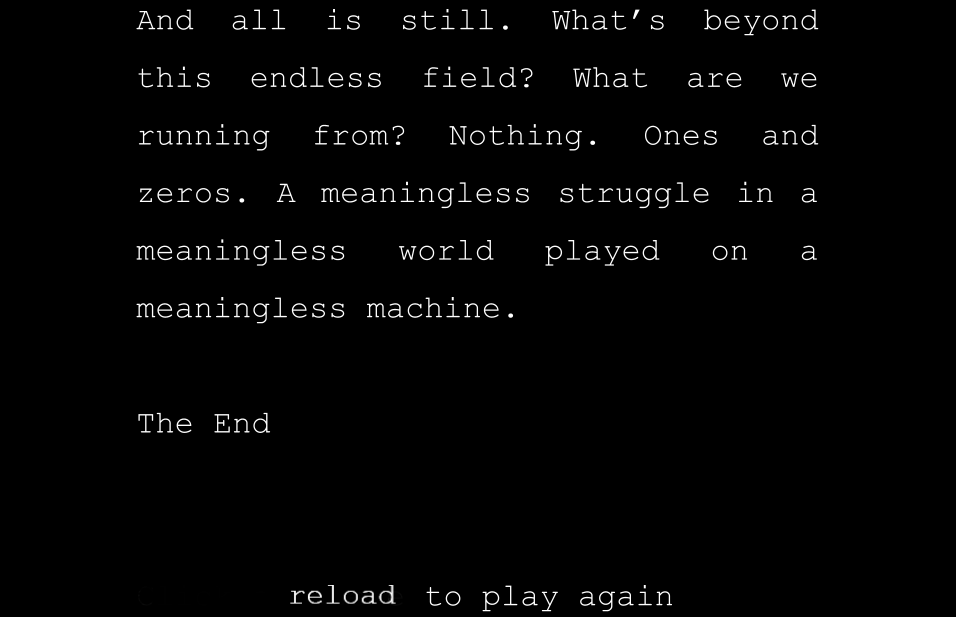 And all is still. What's beyond
this endless field? What are we
running from? Nothing. Ones and
zeros. A meaningless struggle in a
meaningless world played on a
meaningless machine.
The End
reload to play again